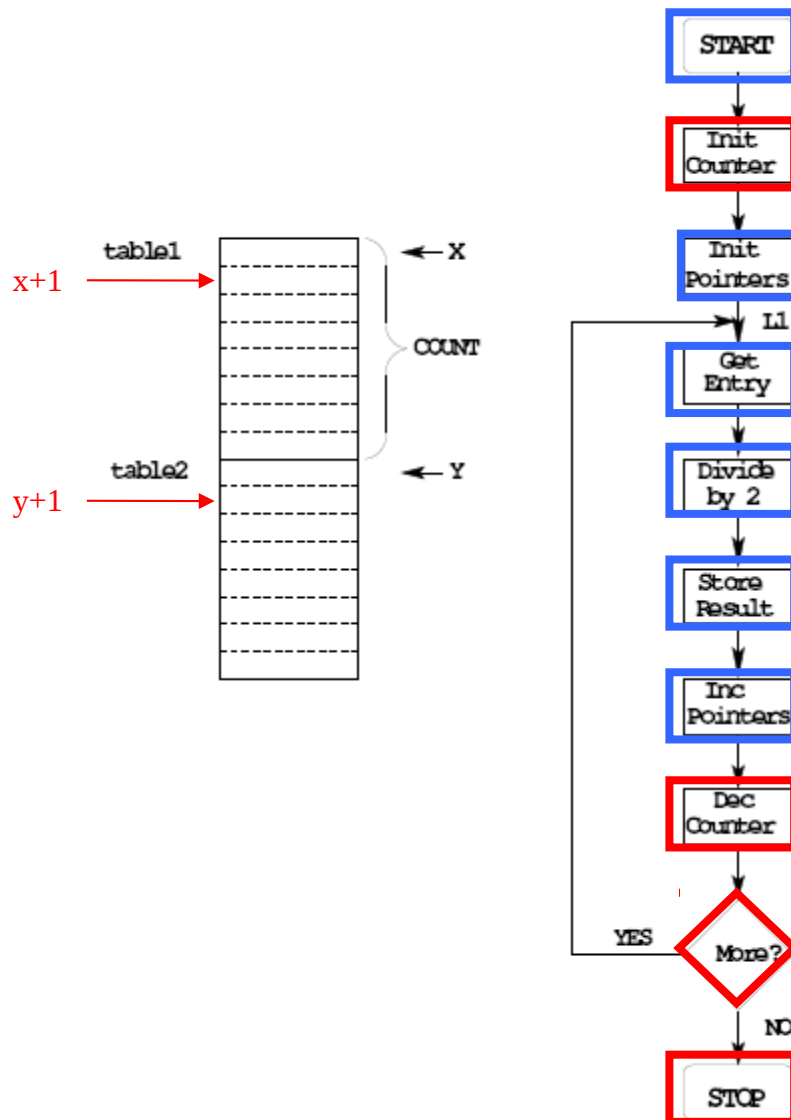 table1
x+1
X
COUNT
table2
y+1
Y
START
Init
Counter
Init
Pointers
L1
Get
Entry
Divide
by 2
Store
Result
Inc
Pointers
Dec
Counter
More?
YES
NO
STOP